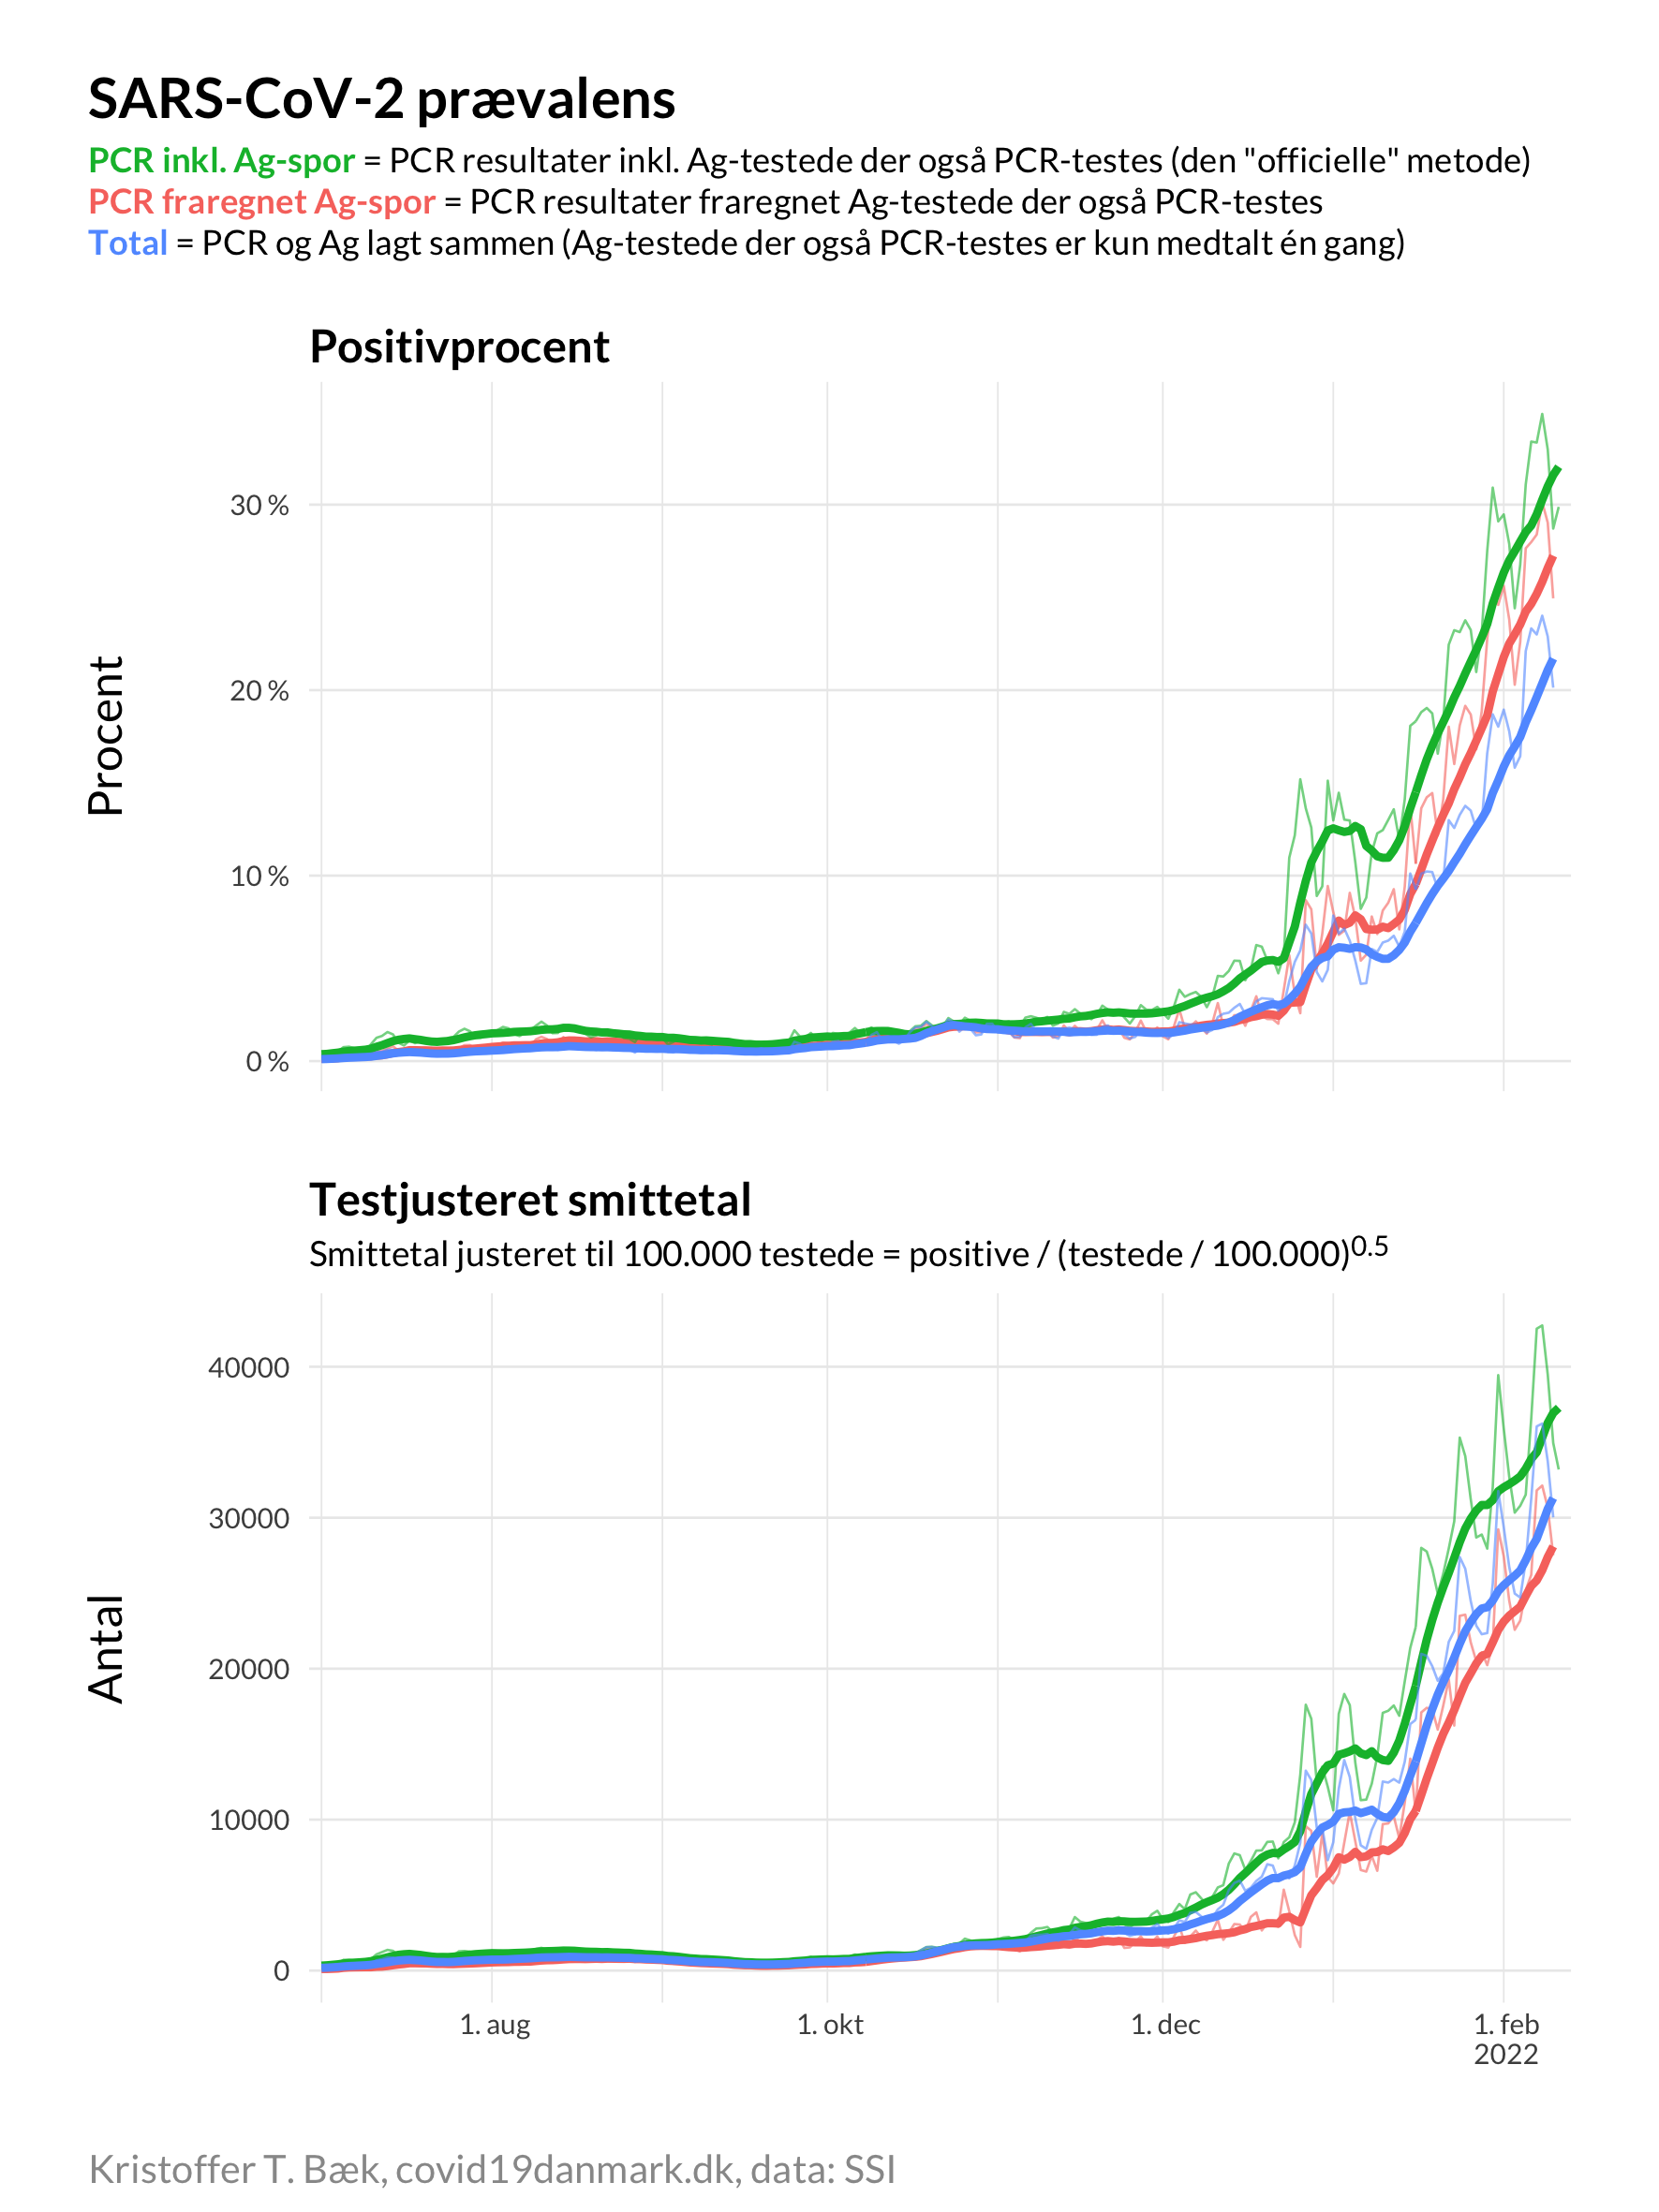 SARS-CoV-2 prævalens
PCR inkl. Ag-spor = PCR resultater inkl. Ag-testede der også PCR-testes (den "officielle" metode)
PCR fraregnet Ag-spor = PCR resultater fraregnet Ag-testede der også PCR-testes
Total = PCR og Ag lagt sammen (Ag-testede der også PCR-testes er kun medtalt én gang)
Positivprocent
Procent
30 %
20 %
10 %
0 %
Testjusteret smittetal
Smittetal justeret til 100.000 testede = positive / (testede / 100.000)^0.5
Antal
40000
30000
20000
10000
0
1. aug
1. okt
1. dec
1. feb
2022
Kristoffer T. Bæk, covid19danmark.dk, data: SSI